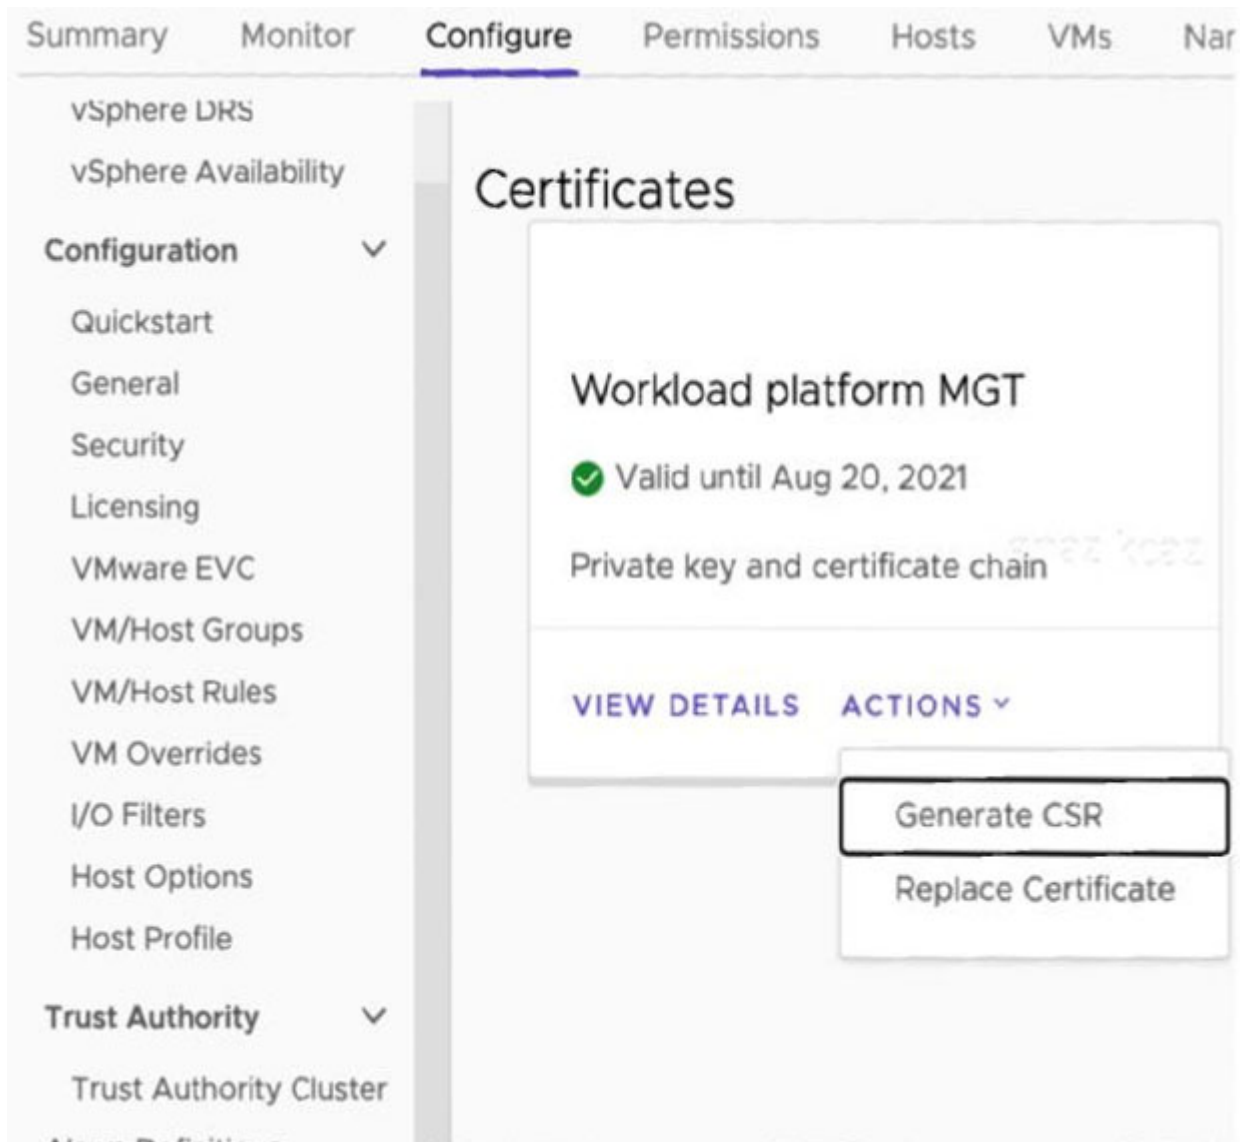 Summary Monitor Configure Permissions Hosts VMs Nar
vSphere DRS
vSphere Availability
Configuration
Quickstart
General
Security
Licensing
VMware EVC
VM/Host Groups
VM/Host Rules
VM Overrides
I/O Filters
Host Options
Host Profile
Trust Authority
Trust Authority Cluster
Certificates
Workload platform MGT
Valid until Aug 20, 2021
Private key and certificate chain
VIEW DETAILS ACTIONS
Generate CSR
Replace Certificate